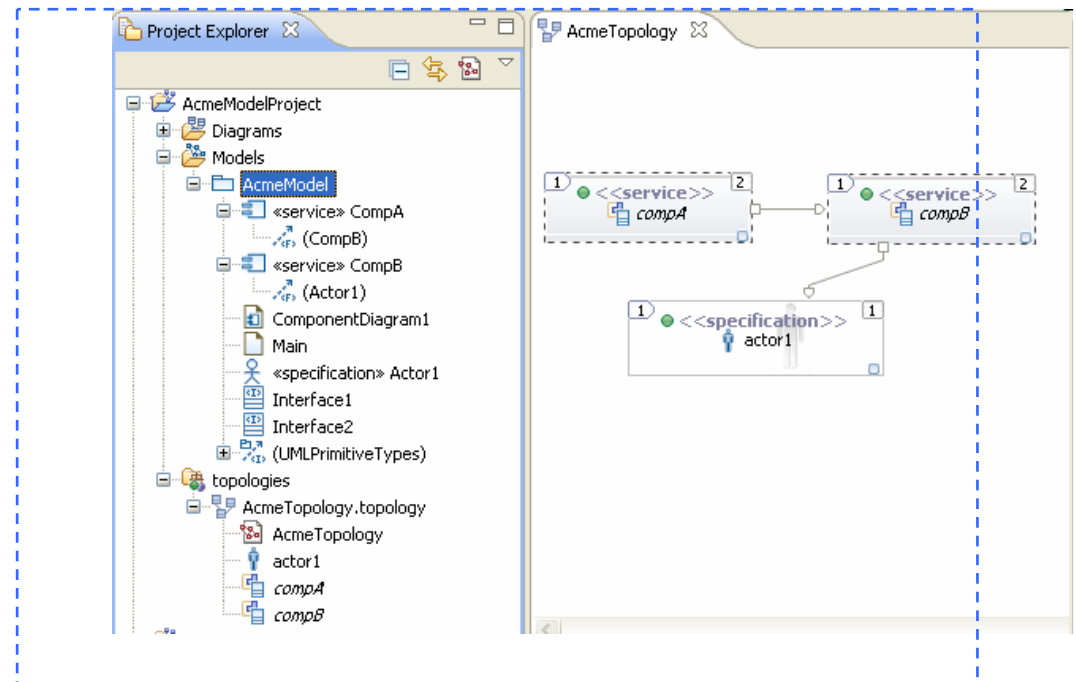 Project Explorer
AcmeModelProject
Diagrams
Models
AcmeModel
«service» CompA
<F> (CompB)
«service» CompB
<F> (Actor1)
ComponentDiagram1
Main
«specification» Actor1
<I> Interface1
<I> Interface2
<I> (UMLPrimitiveTypes)
topologies
AcmeTopology.topology
AcmeTopology
actor1
compA
compB
AcmeTopology
1 <<service>> 2
compA
1 <<service>> 2
compB
1 <<specification>> 1
actor1